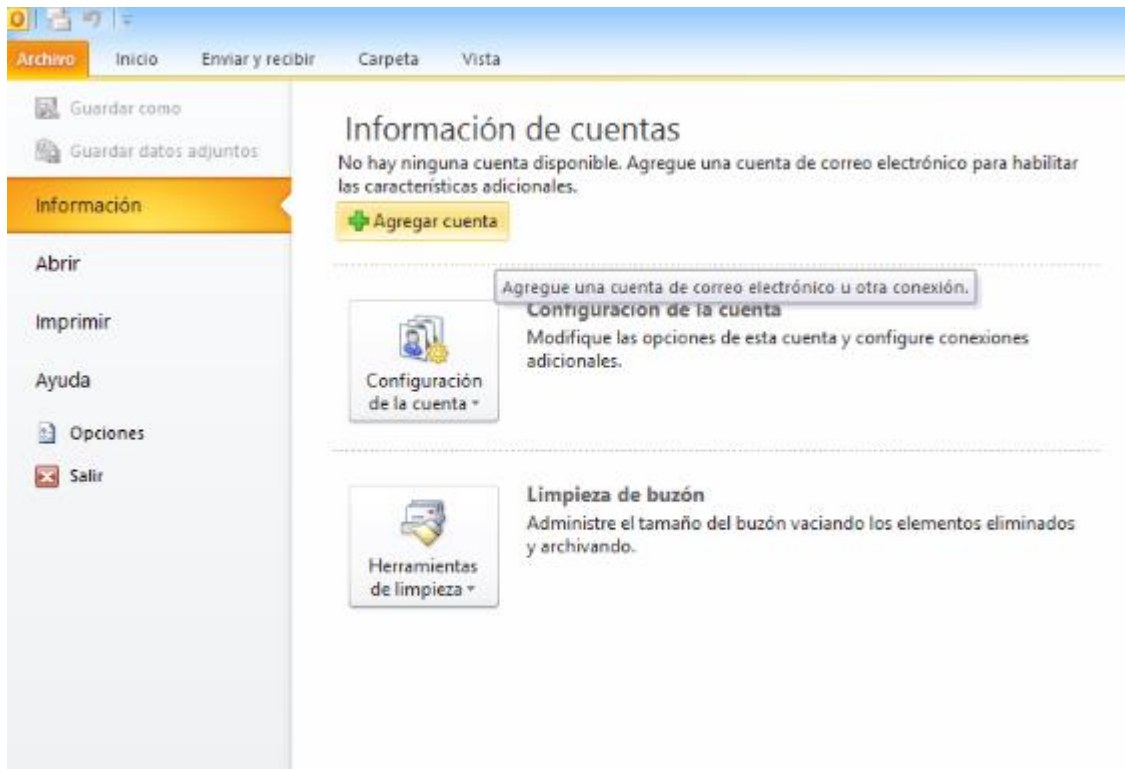 Archivo Inicio Enviar y recibir Carpeta Vista
Guardar como
Guardar datos adjuntos
Información
Abrir
Imprimir
Ayuda
Opciones
Salir
Información de cuentas
No hay ninguna cuenta disponible. Agregue una cuenta de correo electrónico para habilitar
las características adicionales.
Agregar cuenta
Agregue una cuenta de correo electrónico u otra conexión.
Configuración
de la cuenta
Configuración de la cuenta
Modifique las opciones de esta cuenta y configure conexiones
adicionales.
Herramientas
de limpieza
Limpieza de buzón
Administre el tamaño del buzón vaciando los elementos eliminados
y archivando.